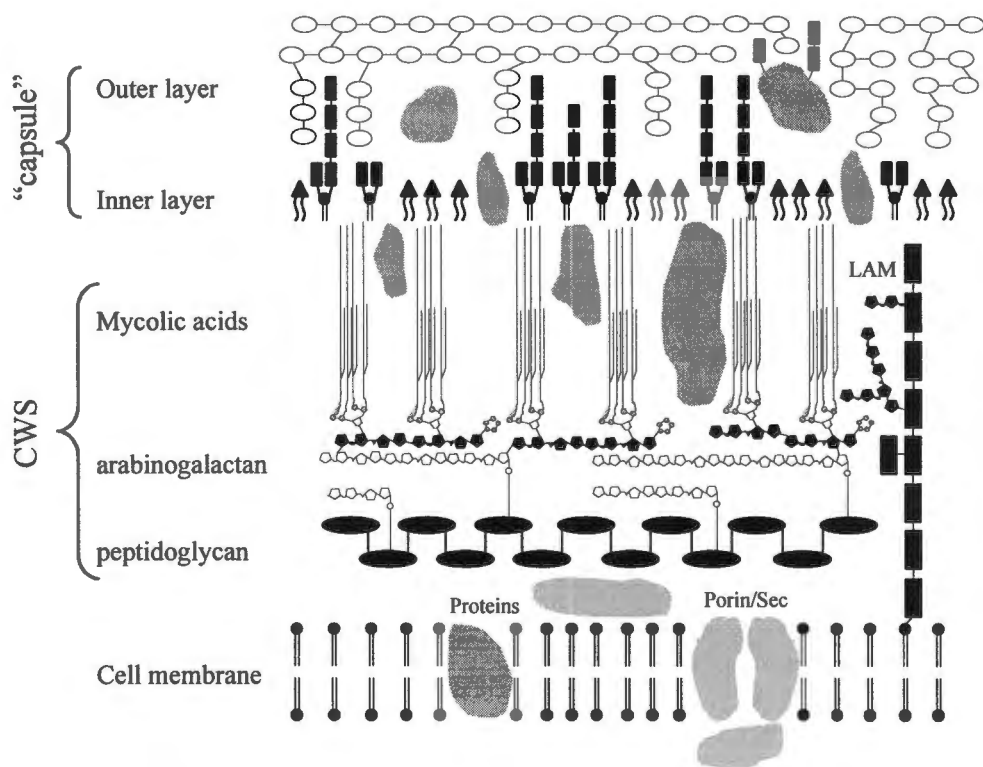 “capsule”
Outer layer
Inner layer
LAM
CWS
Mycolic acids
arabinogalactan
peptidoglycan
Proteins
Porin/Sec
Cell membrane